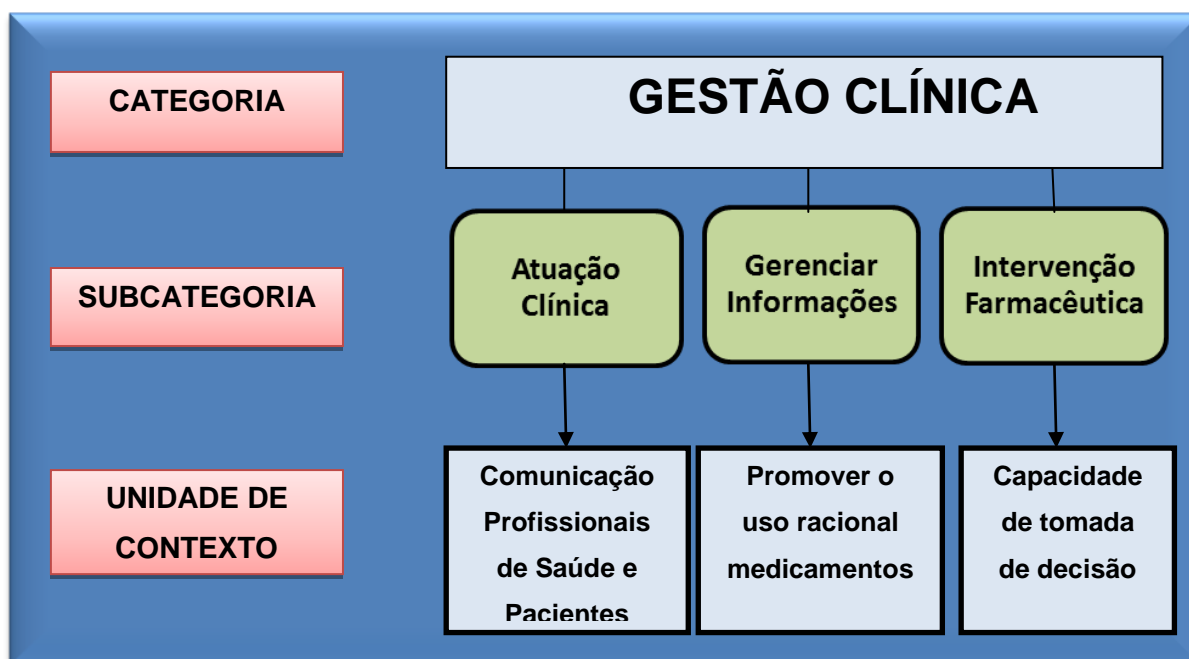 CATEGORIA
GESTÃO CLÍNICA
SUBCATEGORIA
Atuação
Clínica
Gerenciar
Informações
Intervenção
Farmacêutica
UNIDADE DE
CONTEXTO
Comunicação
Profissionais
de Saúde e
Pacientes
Promover o
uso racional
medicamentos
Capacidade
de tomada
de decisão